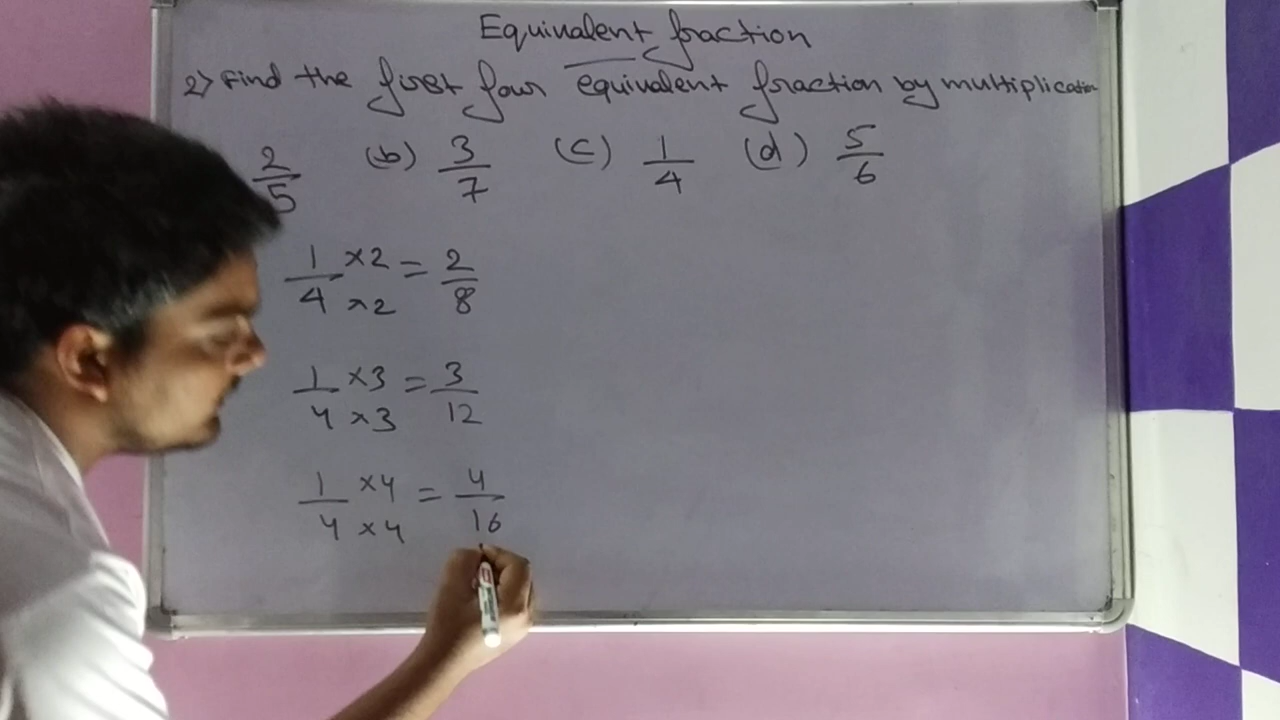 Equivalent fraction
2) Find the first four equivalent fraction by multiplication
2/5 (b) 3/7 (c) 1/4 (d) 5/6
1/4 ×2/×2 = 2/8
1/4 ×3/×3 = 3/12
1/4 ×4/×4 = 4/16